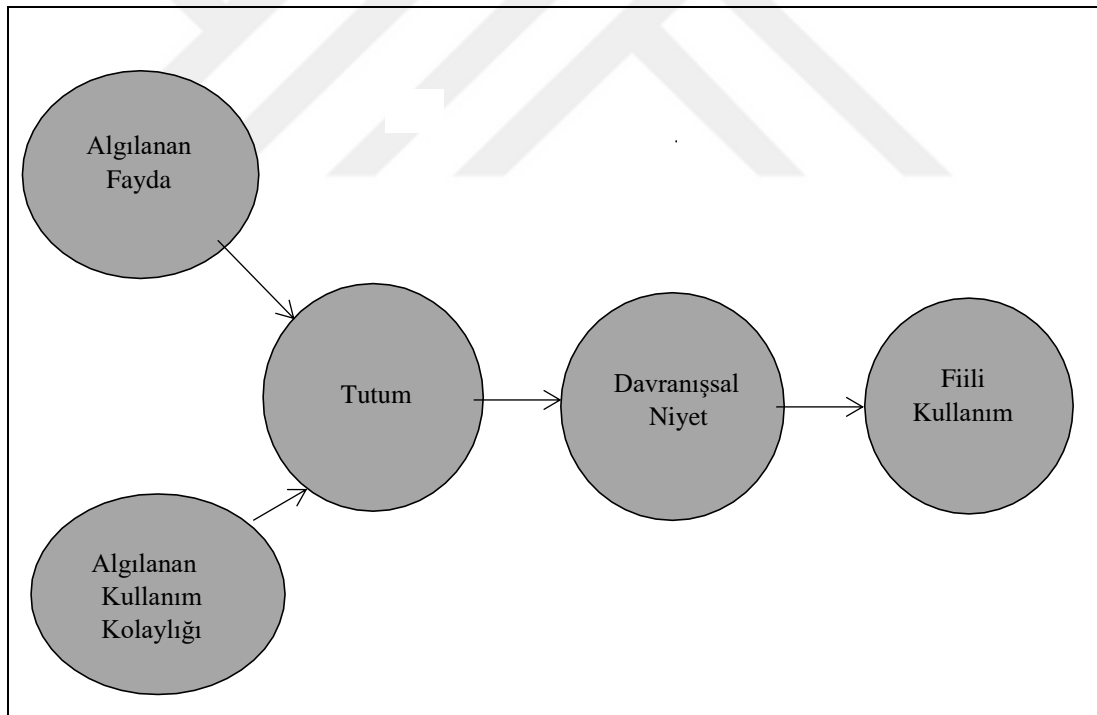 Algılanan
Fayda
Tutum
Davranışsal
Niyet
Fiili
Kullanım
Algılanan
Kullanım
Kolaylığı